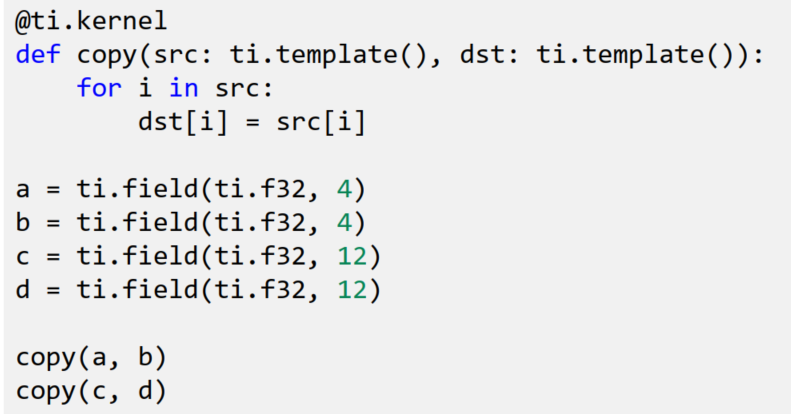 @ti.kernel
def copy(src: ti.template(), dst: ti.template()):
    for i in src:
        dst[i] = src[i]

a = ti.field(ti.f32, 4)
b = ti.field(ti.f32, 4)
c = ti.field(ti.f32, 12)
d = ti.field(ti.f32, 12)

copy(a, b)
copy(c, d)